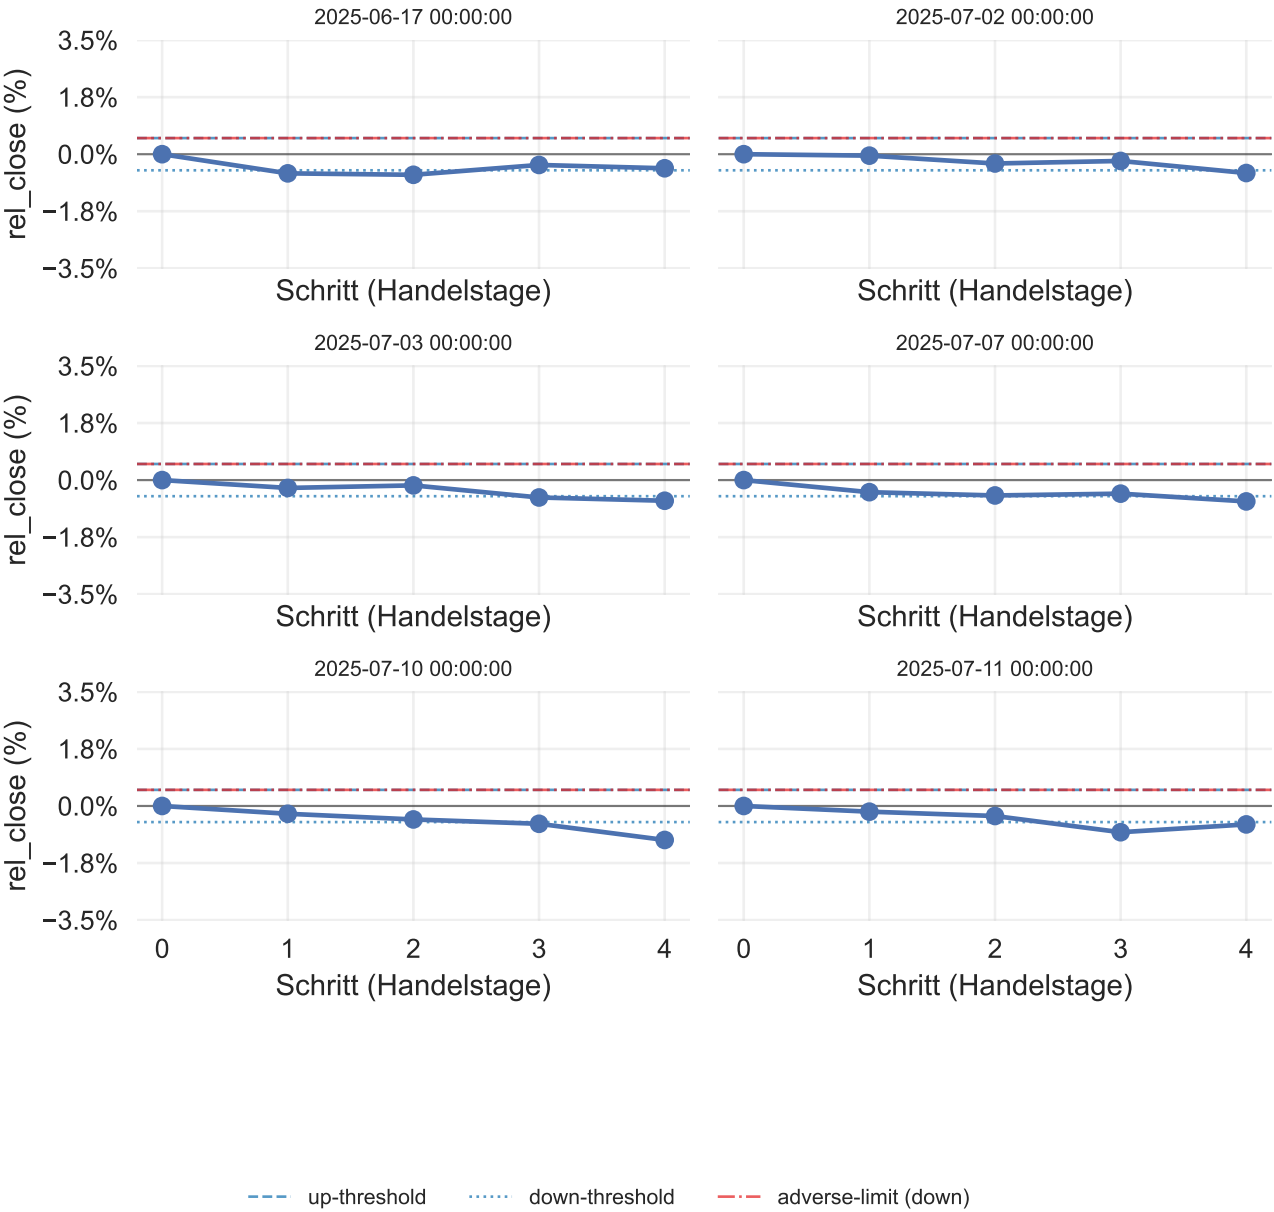 2025-06-17 00:00:00
2025-07-02 00:00:00
rel_close (%)
3.5%
1.8%
0.0%
−1.8%
−3.5%
Schritt (Handelstage)
Schritt (Handelstage)
2025-07-03 00:00:00
2025-07-07 00:00:00
rel_close (%)
3.5%
1.8%
0.0%
−1.8%
−3.5%
Schritt (Handelstage)
Schritt (Handelstage)
2025-07-10 00:00:00
2025-07-11 00:00:00
rel_close (%)
3.5%
1.8%
0.0%
−1.8%
−3.5%
0 1 2 3 4
0 1 2 3 4
Schritt (Handelstage)
Schritt (Handelstage)
up-threshold
down-threshold
adverse-limit (down)